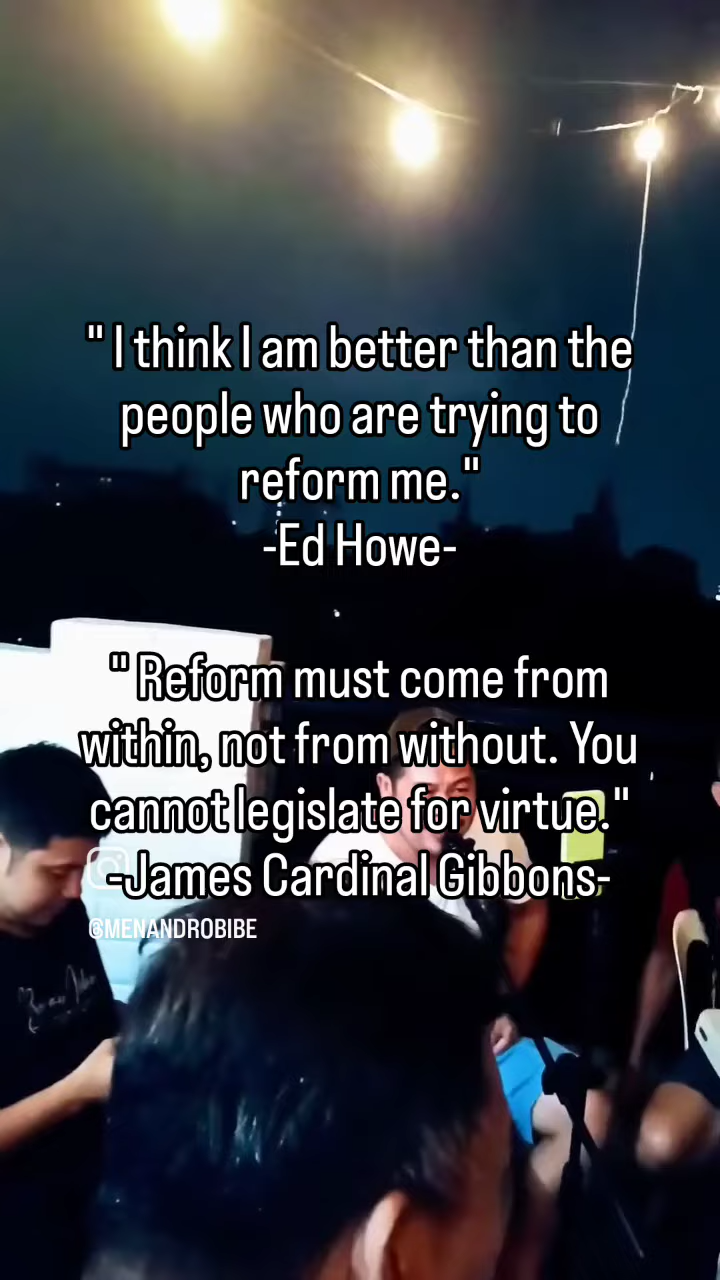 " I think I am better than the
people who are trying to
reform me."
-Ed Howe-
" Reform must come from
within, not from without. You
cannot legislate for virtue."
-James Cardinal Gibbons-
@MENANDROBIBE